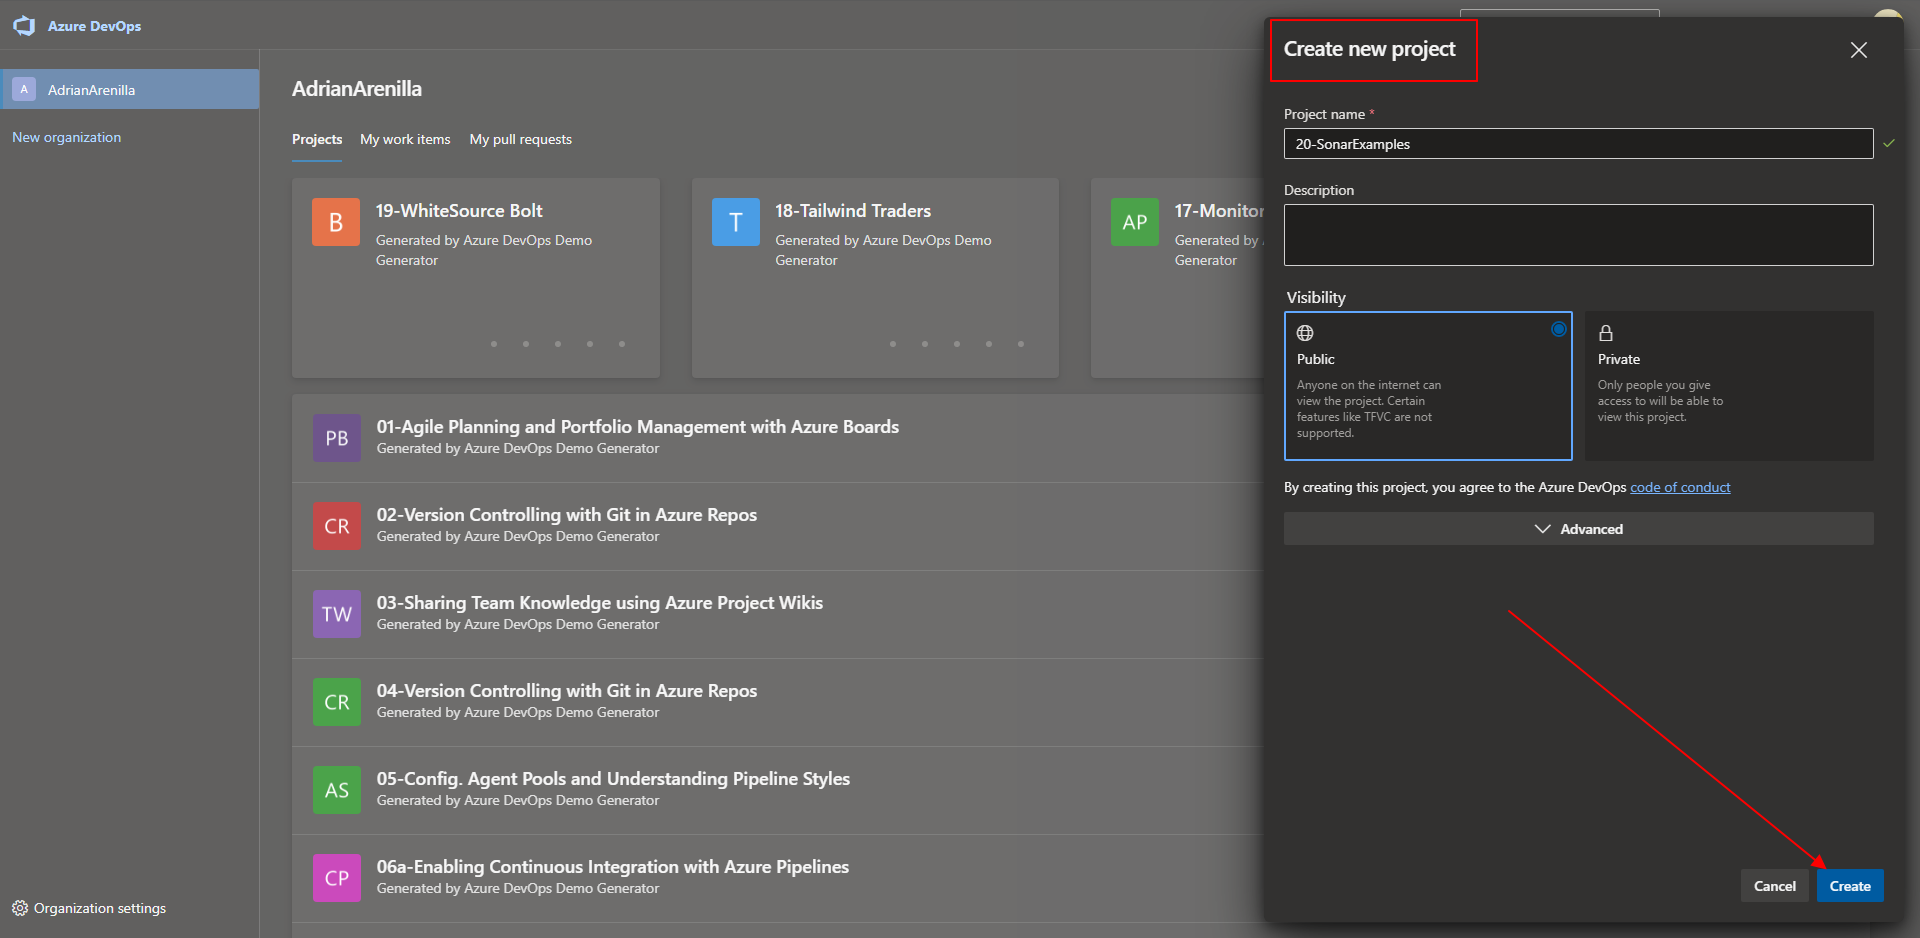 Azure DevOps
A
AdrianArenilla
New organization
Organization settings
AdrianArenilla
Projects
My work items
My pull requests
B
19-WhiteSource Bolt
Generated by Azure DevOps Demo
Generator
T
18-Tailwind Traders
Generated by Azure DevOps Demo
Generator
AP
17-Monitor
Generated by
Generator
PB
01-Agile Planning and Portfolio Management with Azure Boards
Generated by Azure DevOps Demo Generator
CR
02-Version Controlling with Git in Azure Repos
Generated by Azure DevOps Demo Generator
TW
03-Sharing Team Knowledge using Azure Project Wikis
Generated by Azure DevOps Demo Generator
CR
04-Version Controlling with Git in Azure Repos
Generated by Azure DevOps Demo Generator
AS
05-Config. Agent Pools and Understanding Pipeline Styles
Generated by Azure DevOps Demo Generator
CP
06a-Enabling Continuous Integration with Azure Pipelines
Generated by Azure DevOps Demo Generator
Create new project
Project name *
20-SonarExamples
Description
Visibility
Public
Anyone on the internet can
view the project. Certain
features like TFVC are not
supported.
Private
Only people you give
access to will be able to
view this project.
By creating this project, you agree to the Azure DevOps code of conduct
Advanced
Cancel
Create